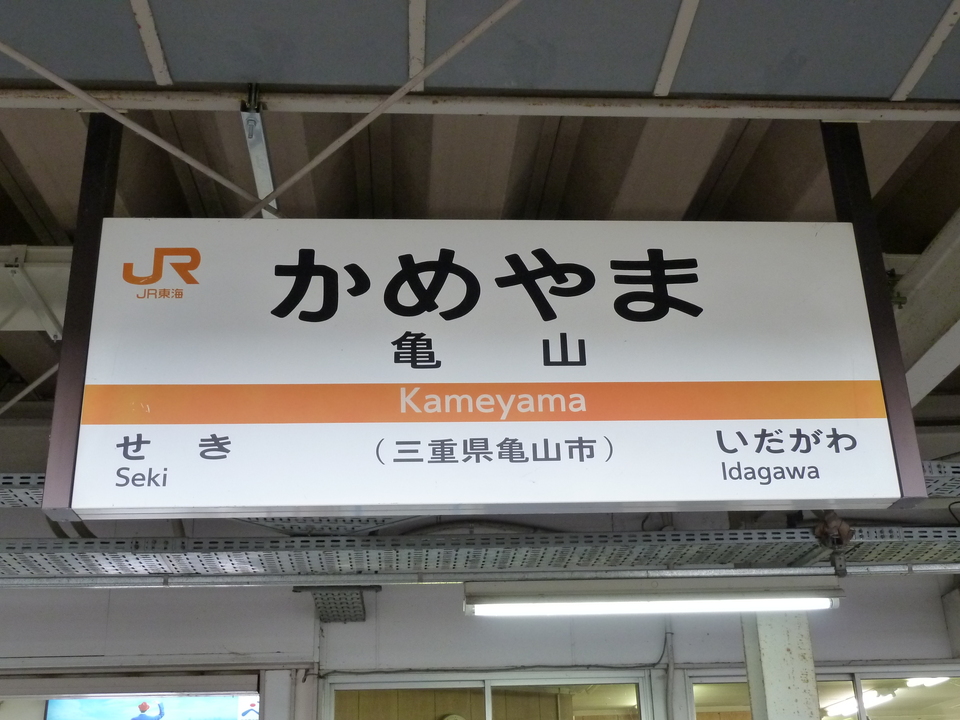 JR
JR東海
かめやま
亀山
Kameyama
せき
Seki
(三重県亀山市)
いだがわ
Idagawa